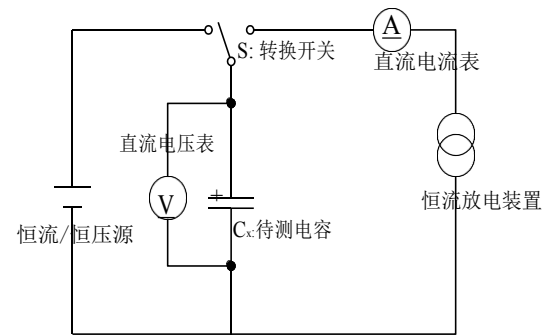 A
S: 转换开关
直流电流表
直流电压表
+
V
恒流放电装置
Cx:待测电容
恒流/恒压源